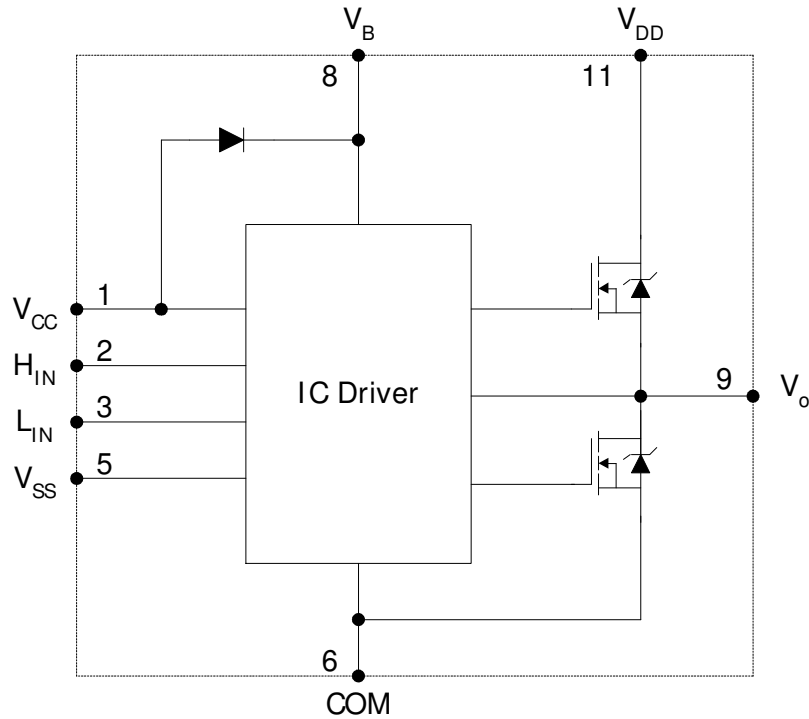 V_B
V_DD
8
11
V_CC
1
H_IN
2
L_IN
3
V_SS
5
IC Driver
9
V_o
6
COM